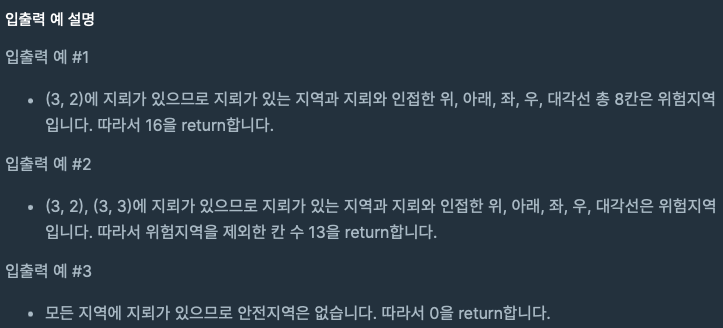 입출력 예 설명
입출력 예 #1
• (3, 2)에 지뢰가 있으므로 지뢰가 있는 지역과 지뢰와 인접한 위, 아래, 좌, 우, 대각선 총 8칸은 위험지역
입니다. 따라서 16을 return합니다.
입출력 예 #2
• (3, 2), (3, 3)에 지뢰가 있으므로 지뢰가 있는 지역과 지뢰와 인접한 위, 아래, 좌, 우, 대각선은 위험지역
입니다. 따라서 위험지역을 제외한 칸 수 13을 return합니다.
입출력 예 #3
• 모든 지역에 지뢰가 있으므로 안전지역은 없습니다. 따라서 0을 return합니다.